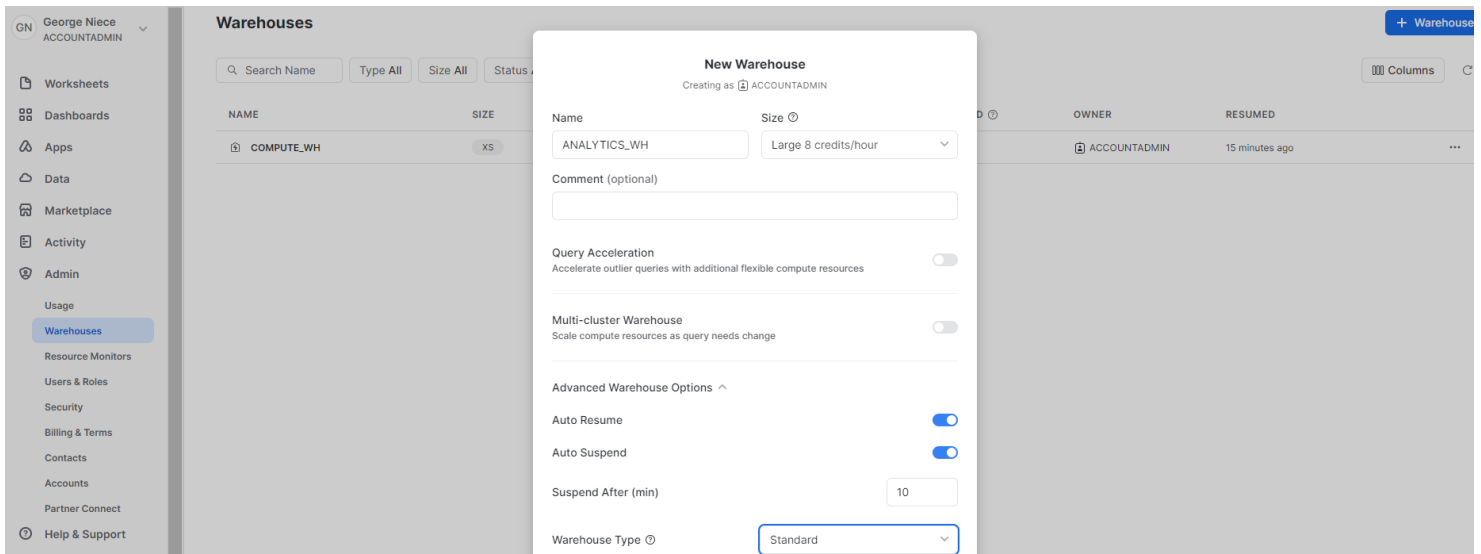 GN
George Niece
ACCOUNTADMIN
Worksheets
Dashboards
Apps
Data
Marketplace
Activity
Admin
Usage
Warehouses
Resource Monitors
Users & Roles
Security
Billing & Terms
Contacts
Accounts
Partner Connect
Help & Support
Warehouses
+ Warehouse
Search Name
Type All
Size All
Status
Columns
NAME
SIZE
D
OWNER
RESUMED
COMPUTE_WH
XS
ACCOUNTADMIN
15 minutes ago
...
New Warehouse
Creating as ACCOUNTADMIN
Name
Size
ANALYTICS_WH
Large 8 credits/hour
Comment (optional)
Query Acceleration
Accelerate outlier queries with additional flexible compute resources
Multi-cluster Warehouse
Scale compute resources as query needs change
Advanced Warehouse Options
Auto Resume
Auto Suspend
Suspend After (min)
10
Warehouse Type
Standard